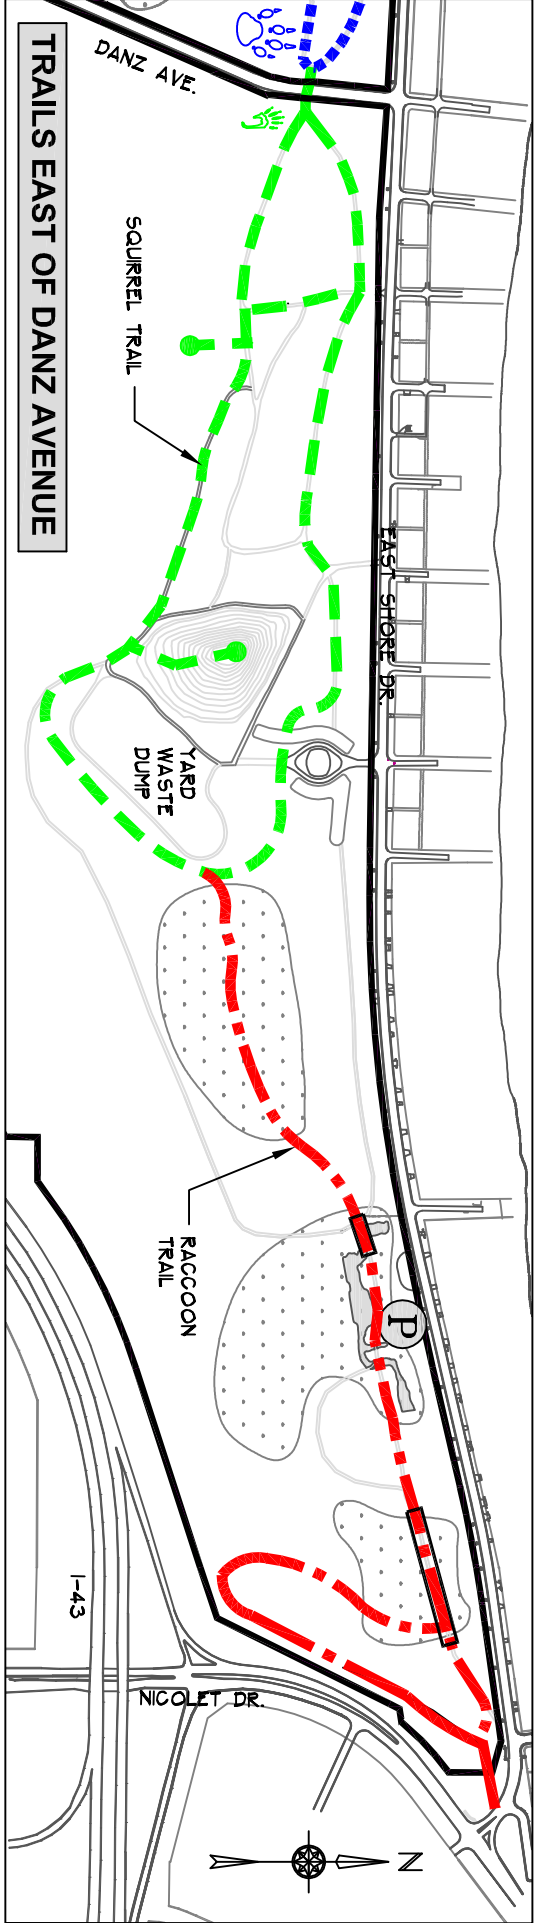 TRAILS EAST OF DANZ AVENUE
DANZ AVE.
SQUIRREL TRAIL
EAST SHORE DR.
YARD
WASTE
DUMP
RACCOON
TRAIL
P
I-43
NICOLET DR.
N